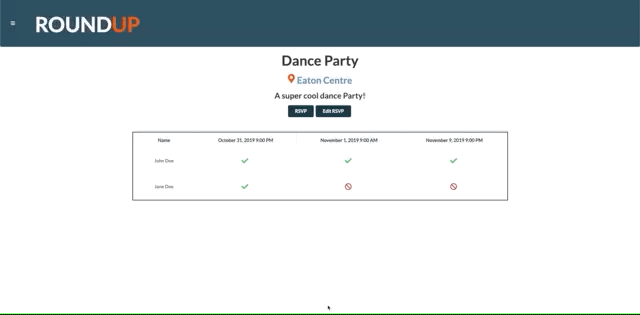 ROUNDUP
Dance Party
Eaton Centre
A super cool dance Party!
RSVP Edit RSVP
Name October 31, 2019 9:00 PM November 1, 2019 9:00 AM November 9, 2019 9:00 PM
John Doe
Jane Doe